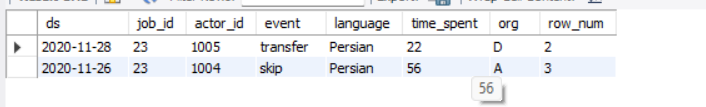 ds job_id actor_id event language time_spent org row_num
2020-11-28 23 1005 transfer Persian 22 D 2
2020-11-26 23 1004 skip Persian 56 A 3
56